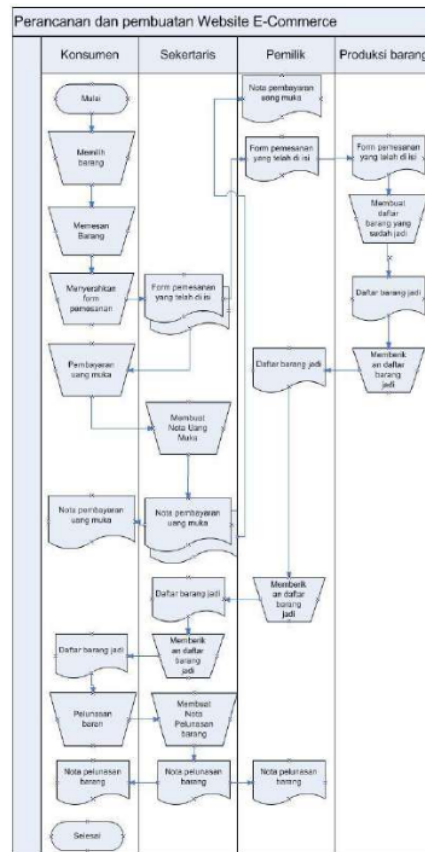 Perancanan dan pembuatan Website E-Commerce
Konsumen
Sekertaris
Pemilik
Produksi barang
Mulai
Nota pembayaran
uang muka
Memilih
barang
Form pemesanan
yang telah di isi
Form pemesanan
yang telah di isi
Memesan
Barang
Membuat
daftar
barang yang
sudah jadi
Menyerahkan
form
pemesanan
Form pemesanan
yang telah di isi
Daftar barang jadi
Pembayaran
uang muka
Daftar barang jadi
Memberik
an daftar
barang
jadi
Membuat
Nota Uang
Muka
Nota pembayaran
uang muka
Nota pembayaran
uang muka
Daftar barang jadi
Memberik
an daftar
barang
jadi
Daftar barang jadi
Memberik
an daftar
barang
jadi
Pelunasan
baran
Membuat
Nota
Pelunasan
barang
Nota pelunasan
barang
Nota pelunasan
barang
Nota pelunasan
barang
Selesai